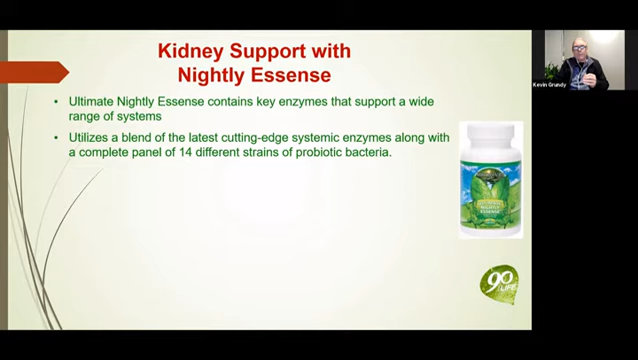 Kidney Support with
Nightly Essense
• Ultimate Nightly Essense contains key enzymes that support a wide
range of systems
• Utilizes a blend of the latest cutting-edge systemic enzymes along with
a complete panel of 14 different strains of probiotic bacteria.
NIGHTLY
ESSENSE
90
LIFE
Kevin Grundy